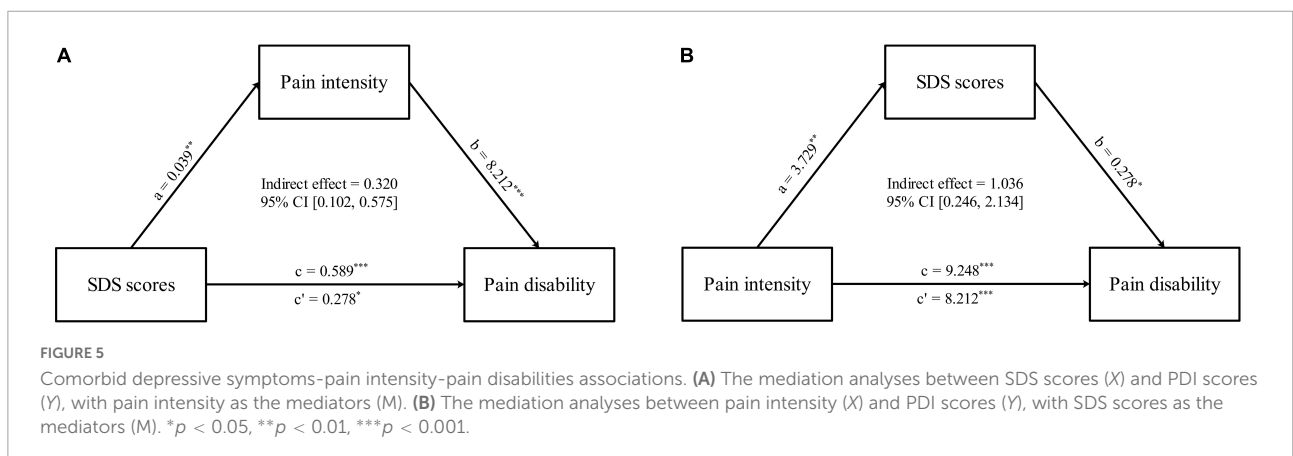 A
Pain intensity
a = 0.039**
b = 8.212***
Indirect effect = 0.320
95% CI [0.102, 0.575]
SDS scores
c = 0.589***
c' = 0.278*
Pain disability
B
SDS scores
a = 3.729**
b = 0.278*
Indirect effect = 1.036
95% CI [0.246, 2.134]
Pain intensity
c = 9.248***
c' = 8.212***
Pain disability
FIGURE 5
Comorbid depressive symptoms-pain intensity-pain disabilities associations. (A) The mediation analyses between SDS scores (X) and PDI scores
(Y), with pain intensity as the mediators (M). (B) The mediation analyses between pain intensity (X) and PDI scores (Y), with SDS scores as the
mediators (M). *p < 0.05, **p < 0.01, ***p < 0.001.